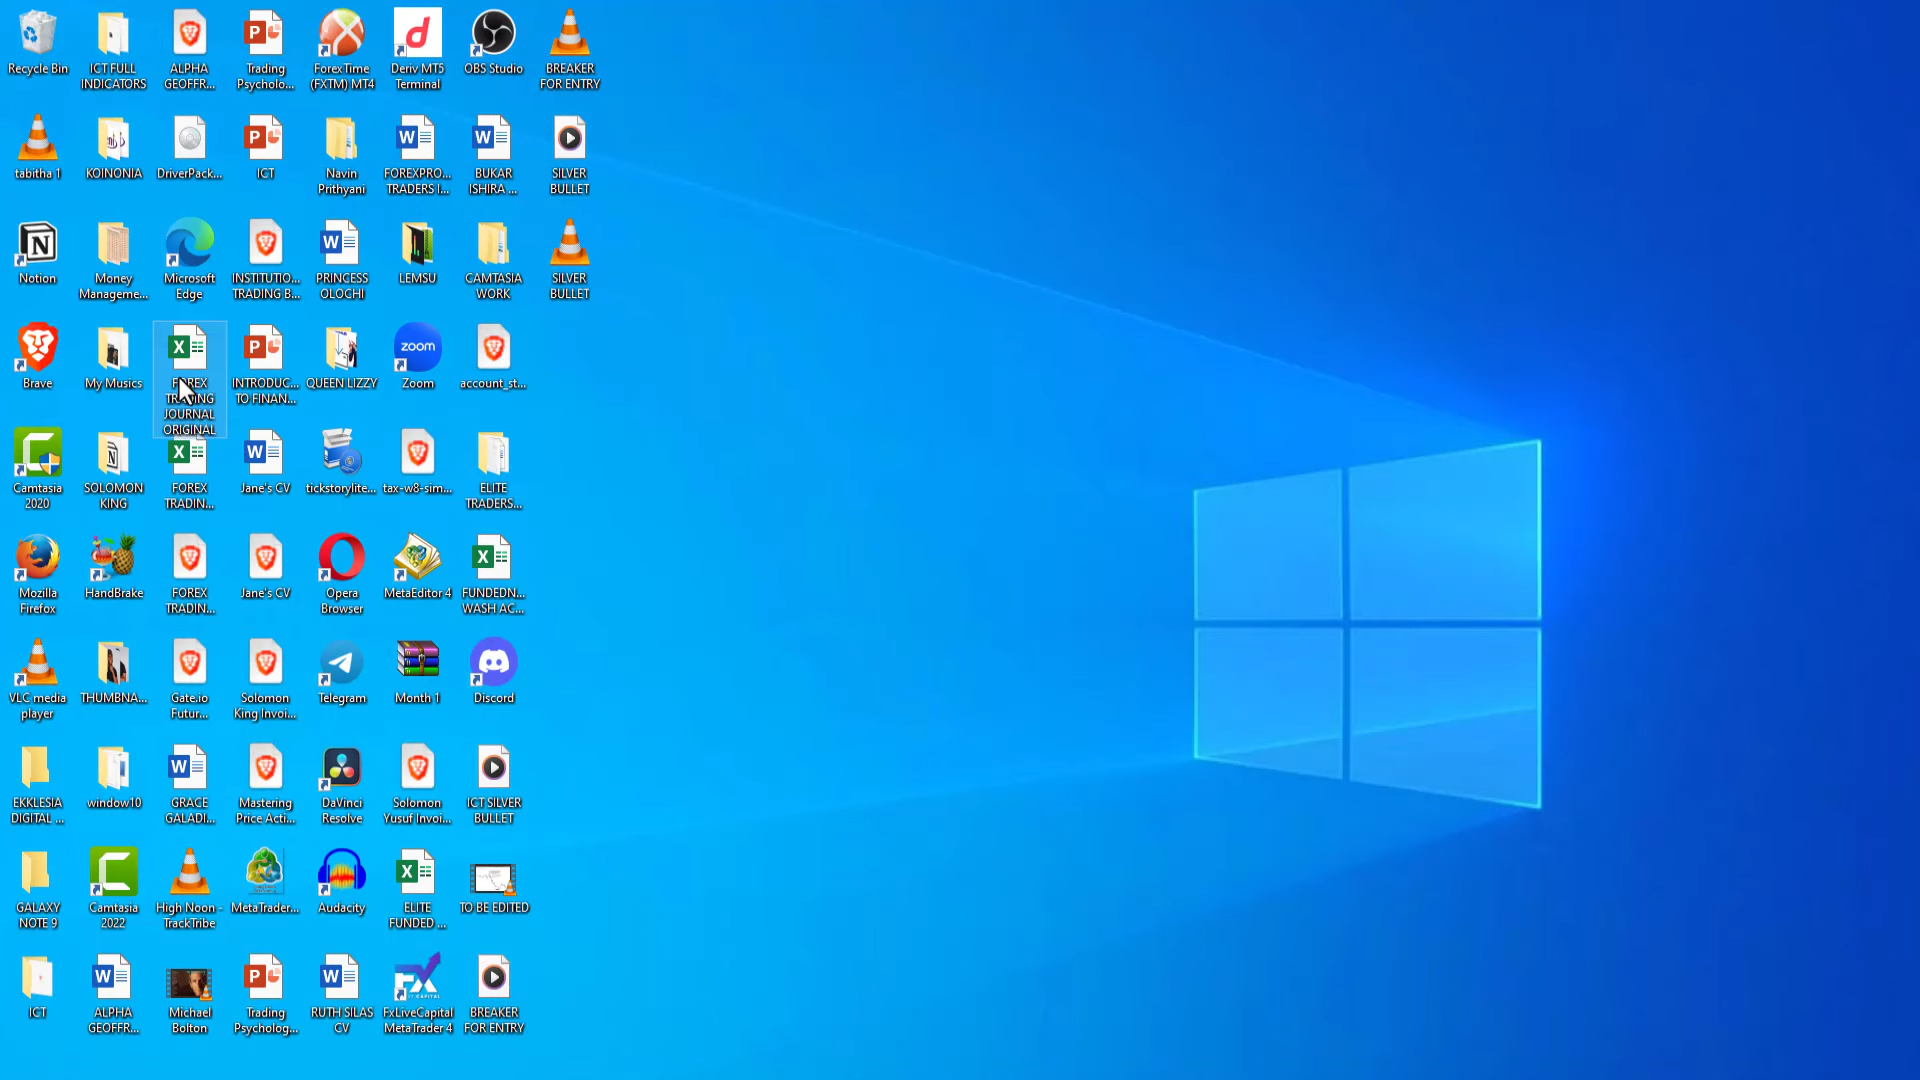 Recycle Bin
ICT FULL
INDICATORS
ALPHA
GEOFFR...
Trading
Psycholo...
ForexTime
(FXTM) MT4
Deriv MT5
Terminal
OBS Studio
BREAKER
FOR ENTRY
tabitha 1
KOINONIA
DriverPack...
ICT
Navin
Prithyani
FOREXPRO...
TRADERS I...
BUKAR
ISHIRA ...
SILVER
BULLET
Notion
Money
Manageme...
Microsoft
Edge
INSTITUTIO...
TRADING B...
PRINCESS
OLOCHI
LEMSU
CAMTASIA
WORK
SILVER
BULLET
Brave
My Musics
FOREX
TRADING
JOURNAL
ORIGINAL
INTRODUC...
TO FINAN...
QUEEN LIZZY
zoom
Zoom
account_st...
Camtasia
2020
SOLOMON
KING
FOREX
TRADIN...
Jane's CV
tickstorylite...
tax-w8-sim...
ELITE
TRADERS...
Mozilla
Firefox
HandBrake
FOREX
TRADIN...
Jane's CV
Opera
Browser
MetaEditor 4
FUNDEDN...
WASH AC...
VLC media
player
THUMBNA...
Gate.io
Futur...
Solomon
King Invoi...
Telegram
Month 1
Discord
EKKLESIA
DIGITAL ...
window10
GRACE
GALADI...
Mastering
Price Acti...
DaVinci
Resolve
Solomon
Yusuf Invoi...
ICT SILVER
BULLET
GALAXY
NOTE 9
Camtasia
2022
High Noon -
TrackTribe
MetaTrader...
Audacity
ELITE
FUNDED ...
TO BE EDITED
ICT
ALPHA
GEOFFR...
Michael
Bolton
Trading
Psycholog...
RUTH SILAS
CV
FxLiveCapital
MetaTrader 4
BREAKER
FOR ENTRY